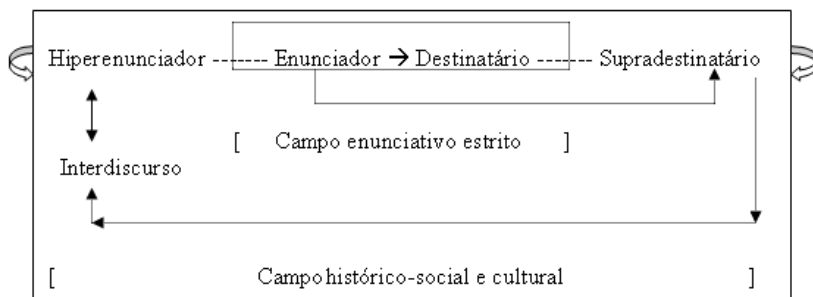 Hiperenunciador ------ Enunciador → Destinatário ------ Supradestinatário
[ Campo enunciativo estrito ]
Interdiscurso
[ Campo histórico-social e cultural ]